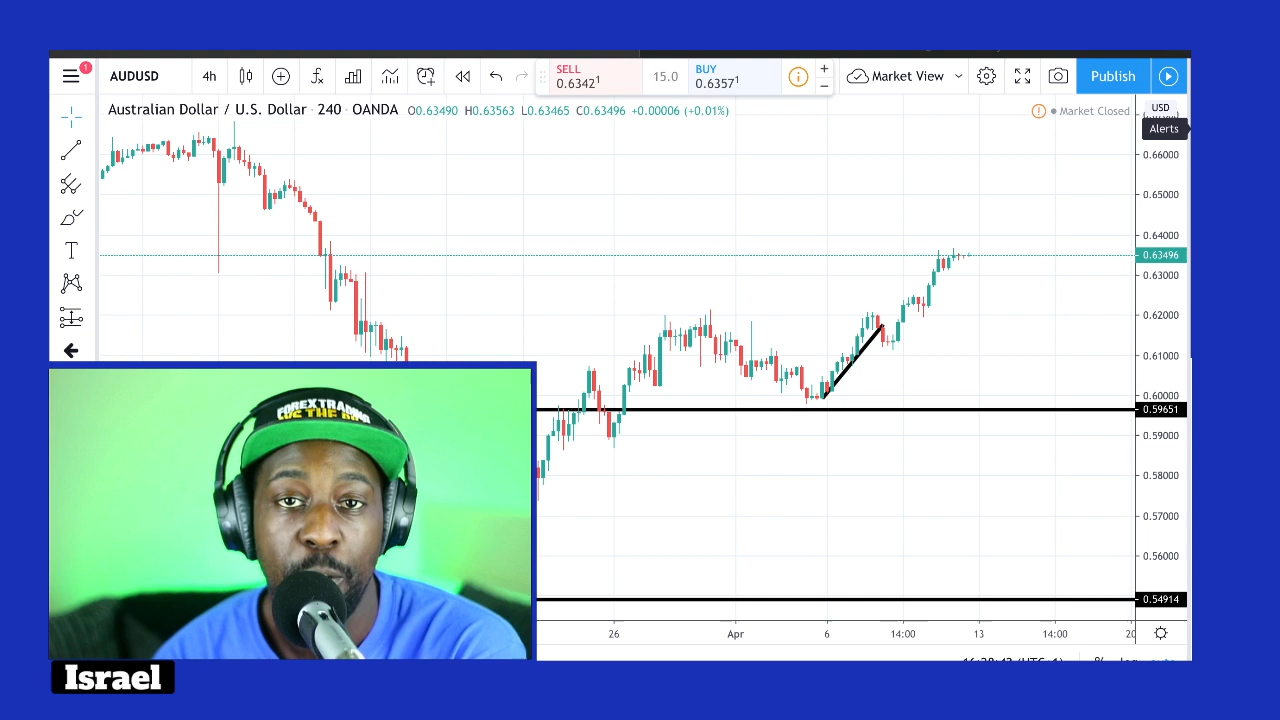 1
AUDUSD
4h
SELL
0.6342¹
15.0
BUY
0.6357¹
+
−
Market View
Publish
Australian Dollar / U.S. Dollar · 240 · OANDA O0.63490 H0.63563 L0.63465 C0.63496 +0.00006 (+0.01%)
Market Closed
USD
Alerts
0.66000
0.65000
0.64000
0.63496
0.63000
0.62000
0.61000
0.60000
0.59651
0.59000
0.58000
0.57000
0.56000
0.54914
26
Apr
6
14:00
13
14:00
20
FOREX TRADING
Israel